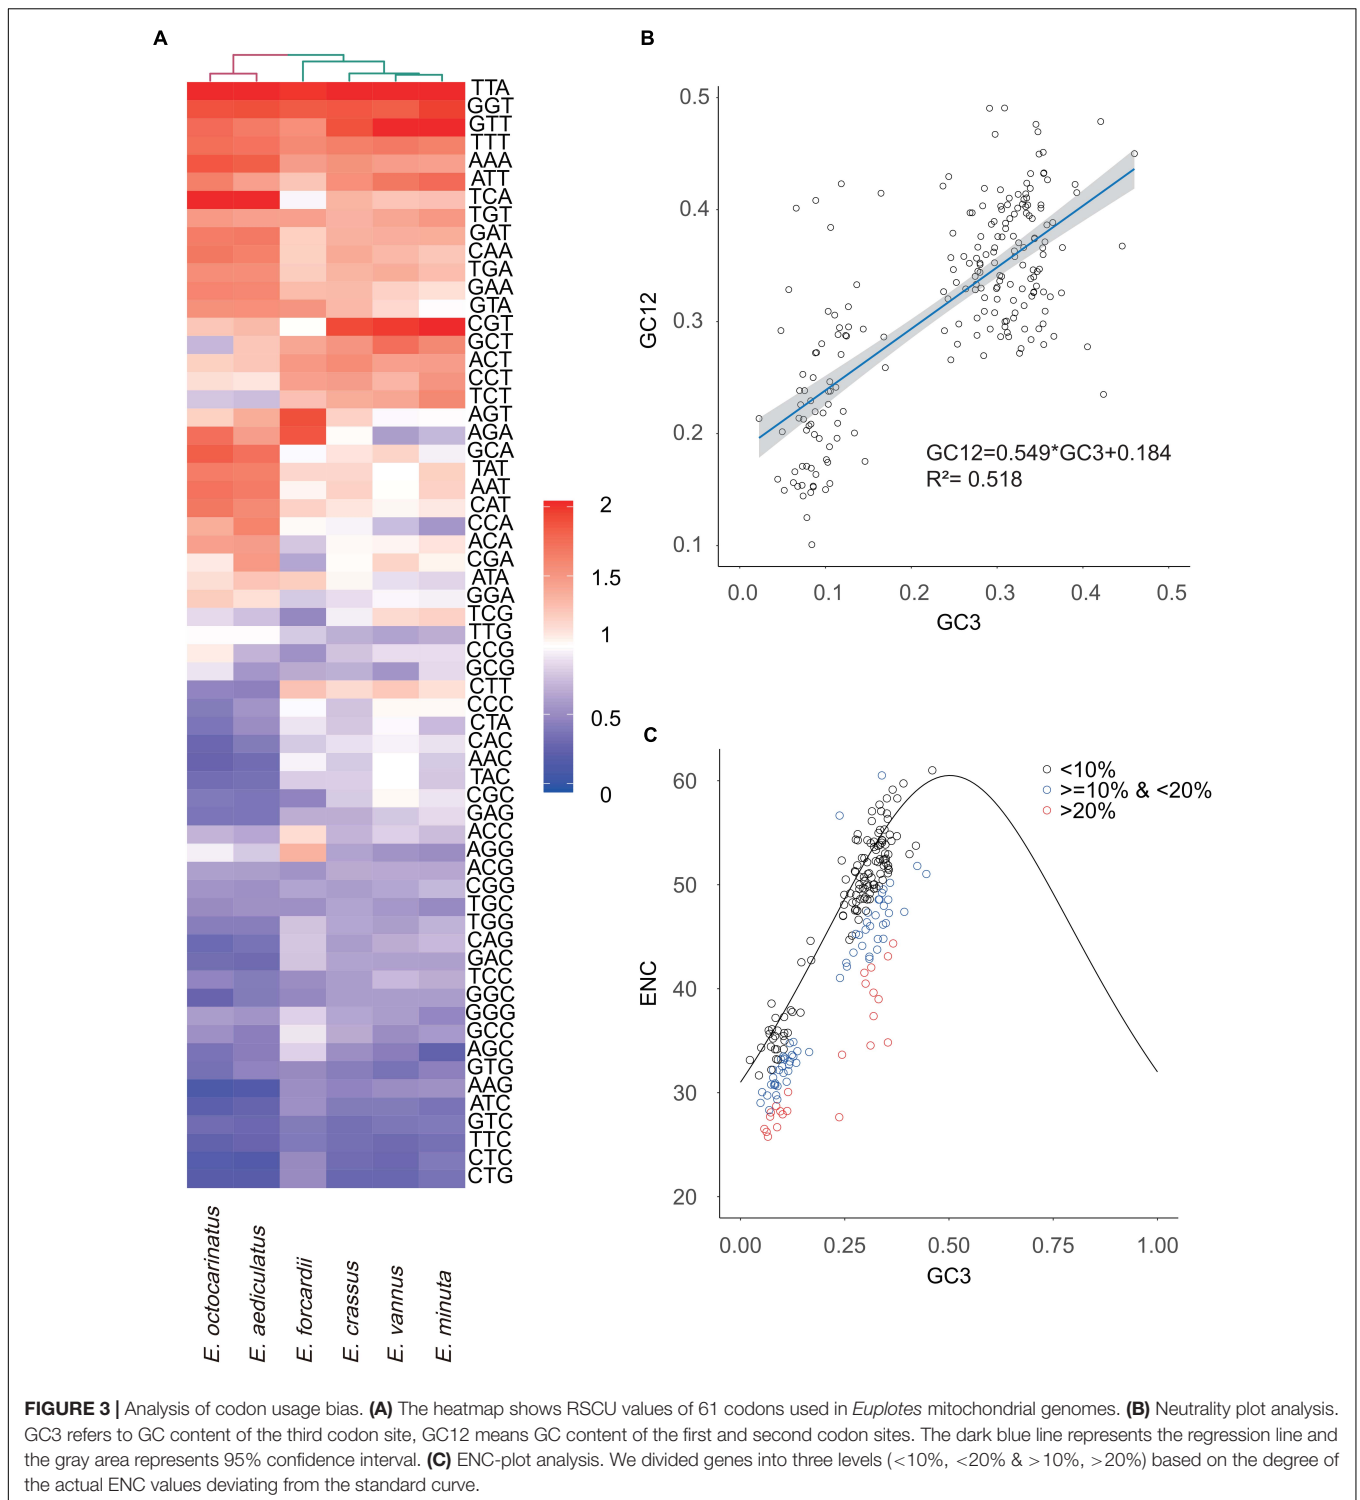 A
TTA
GGT
GTT
TTT
AAA
ATT
TCA
TGT
GAT
CAA
TGA
GAA
GTA
CGT
GCT
ACT
CCT
TCT
AGT
AGA
GCA
TAT
AAT
CAT
CCA
ACA
CGA
ATA
GGA
TCG
TTG
CCG
GCG
CTT
CCC
CTA
CAC
AAC
TAC
CGC
GAG
ACC
AGG
ACG
CGG
TGC
TGG
CAG
GAC
TCC
GGC
GGG
GCC
AGC
GTG
AAG
ATC
GTC
TTC
CTC
CTG
2
1.5
1
0.5
0
E. octocarinatus
E. aediculatus
E. forcardii
E. crassus
E. vannus
E. minuta
B
0.5
0.4
0.3
0.2
0.1
GC12
GC12=0.549*GC3+0.184
R²= 0.518
0.0 0.1 0.2 0.3 0.4 0.5
GC3
C
60
50
40
30
20
ENC
<10%
>=10% & <20%
>20%
0.00 0.25 0.50 0.75 1.00
GC3
FIGURE 3 | Analysis of codon usage bias. (A) The heatmap shows RSCU values of 61 codons used in Euplotes mitochondrial genomes. (B) Neutrality plot analysis.
GC3 refers to GC content of the third codon site, GC12 means GC content of the first and second codon sites. The dark blue line represents the regression line and
the gray area represents 95% confidence interval. (C) ENC-plot analysis. We divided genes into three levels (<10%, <20% & >10%, >20%) based on the degree of
the actual ENC values deviating from the standard curve.